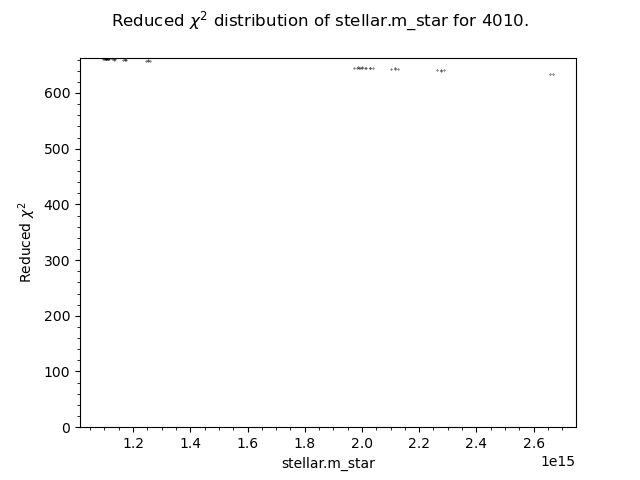 Reduced χ² distribution of stellar.m_star for 4010.
600
500
400
300
200
100
0
Reduced χ²
1.2 1.4 1.6 1.8 2.0 2.2 2.4 2.6
1e15
stellar.m_star